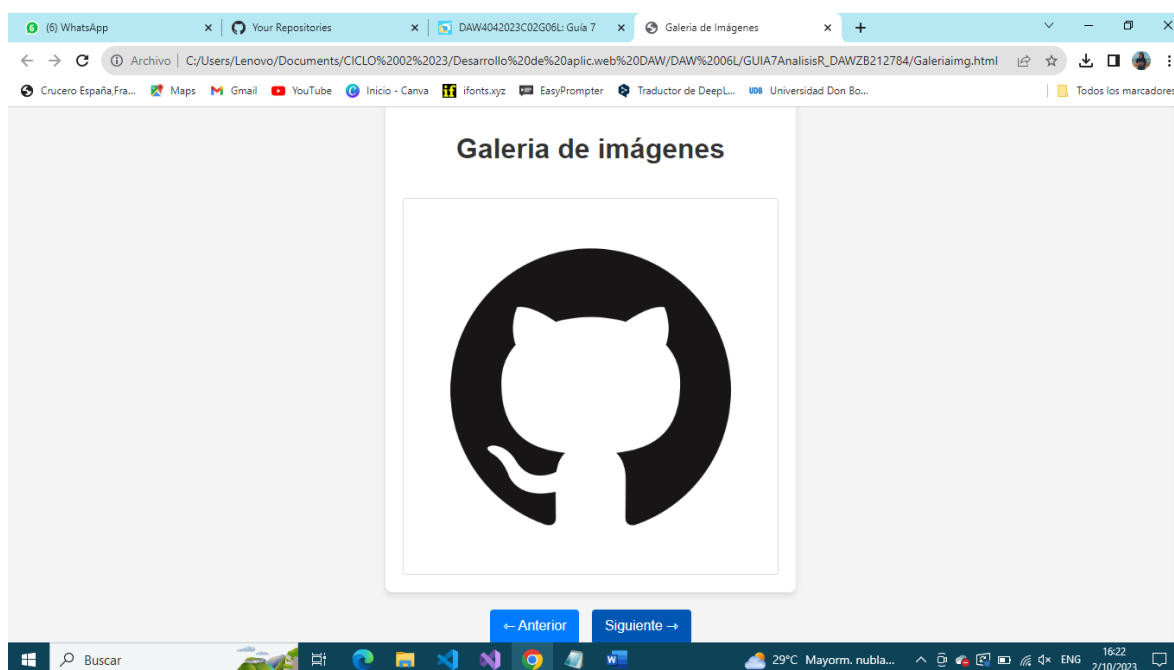 6 (6) WhatsApp
Your Repositories
DAW4042023C02G06L: Guía 7
Galeria de Imágenes
Archivo | C:/Users/Lenovo/Documents/CICLO%2002%2023/Desarrollo%20de%20aplic.web%20DAW/DAW%2006L/GUIA7AnalisisR_DAWZB212784/Galeriaimg.html
Crucero España,Fra... Maps Gmail YouTube Inicio - Canva ifonts.xyz EasyPrompter Traductor de DeepL... UDB Universidad Don Bo... Todos los marcadores
Galeria de imágenes
← Anterior
Siguiente →
Buscar
29°C Mayorm. nubla...
ENG
16:22
2/10/2023